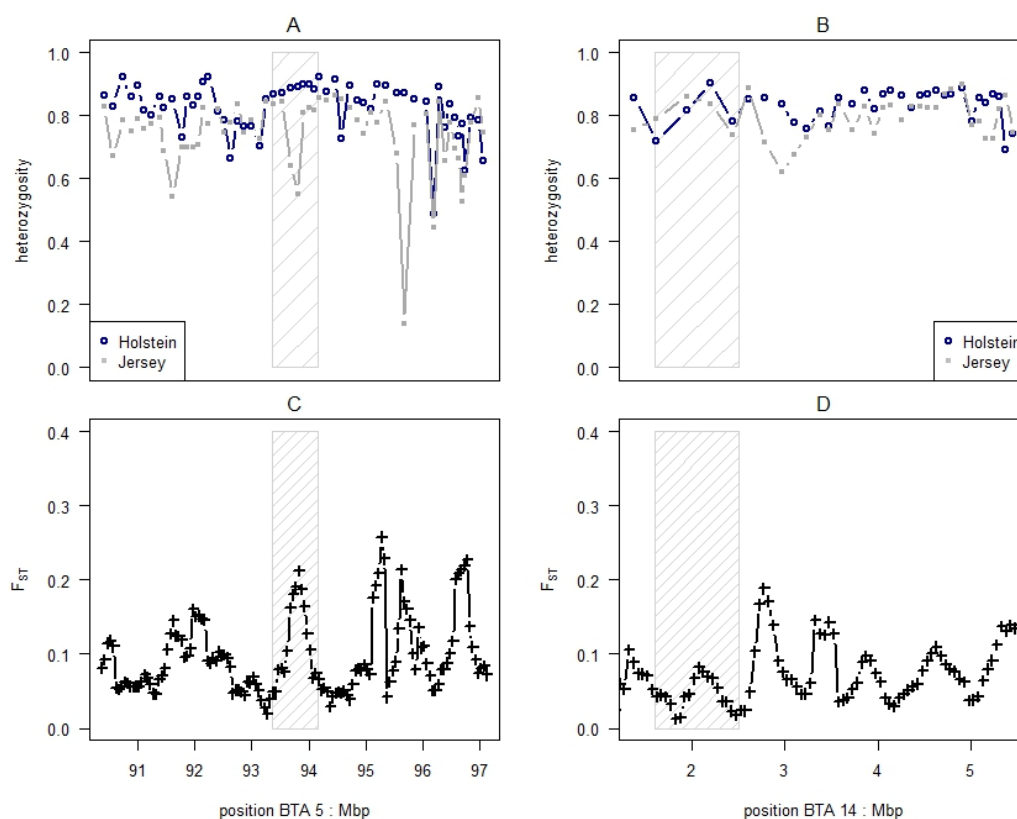 A
B
1.0
0.8
0.6
0.4
0.2
0.0
heterozygosity
Holstein
Jersey
1.0
0.8
0.6
0.4
0.2
0.0
heterozygosity
Holstein
Jersey
C
D
0.4
0.3
0.2
0.1
0.0
FST
91 92 93 94 95 96 97
position BTA 5 : Mbp
0.4
0.3
0.2
0.1
0.0
FST
2 3 4 5
position BTA 14 : Mbp